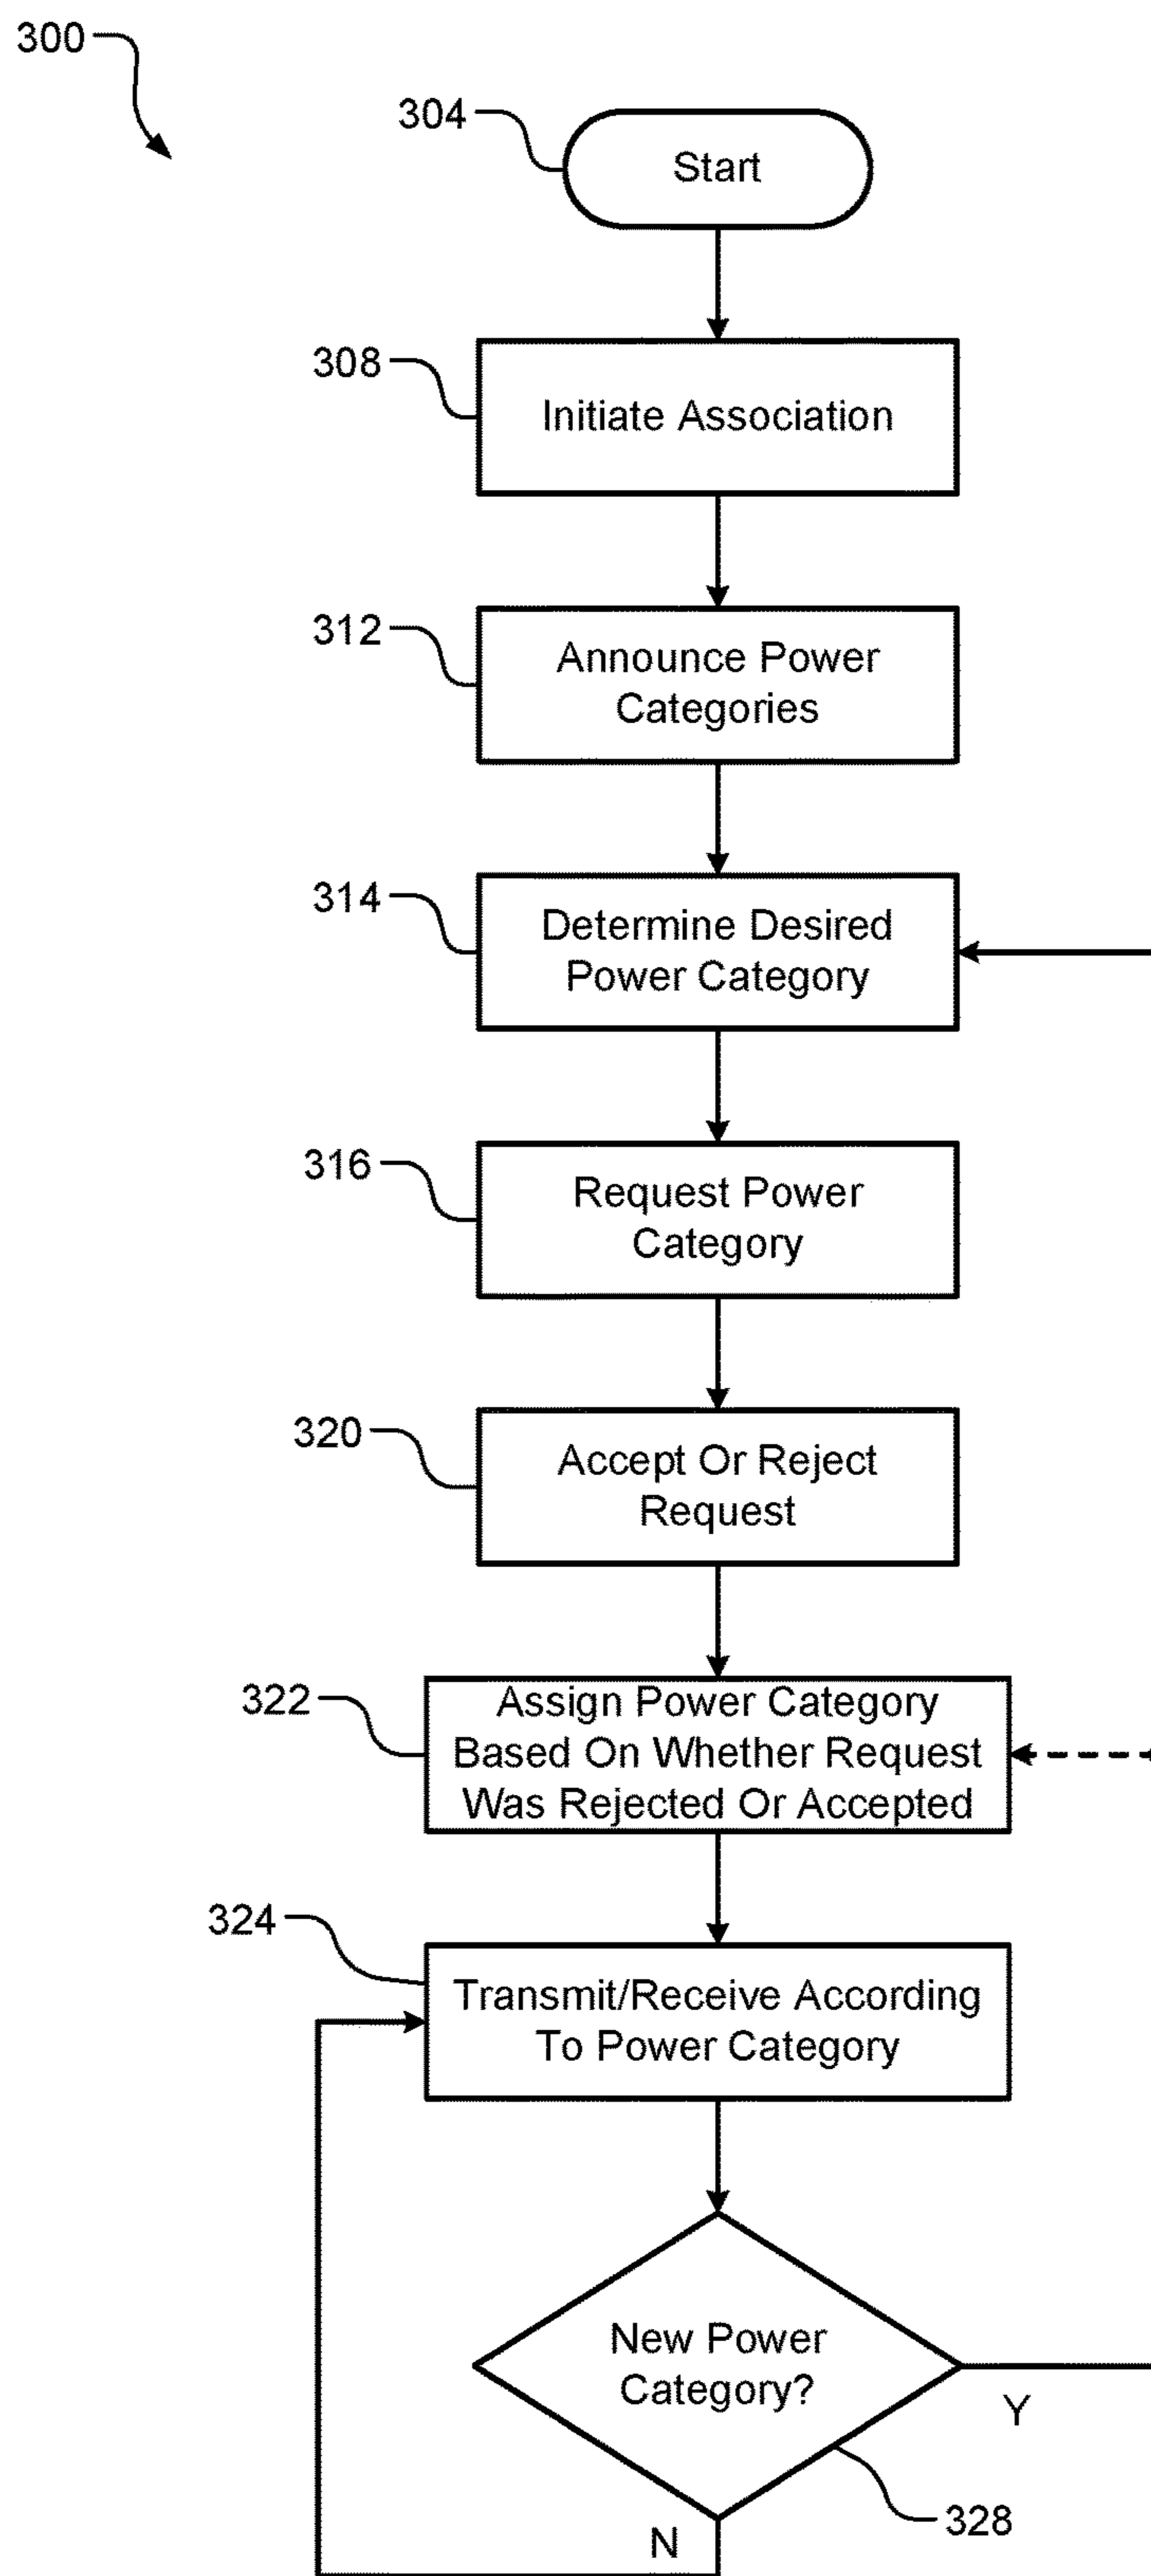 300
304
Start
308
Initiate Association
312
Announce Power
Categories
314
Determine Desired
Power Category
316
Request Power
Category
320
Accept Or Reject
Request
322
Assign Power Category
Based On Whether Request
Was Rejected Or Accepted
324
Transmit/Receive According
To Power Category
New Power
Category?
Y
328
N